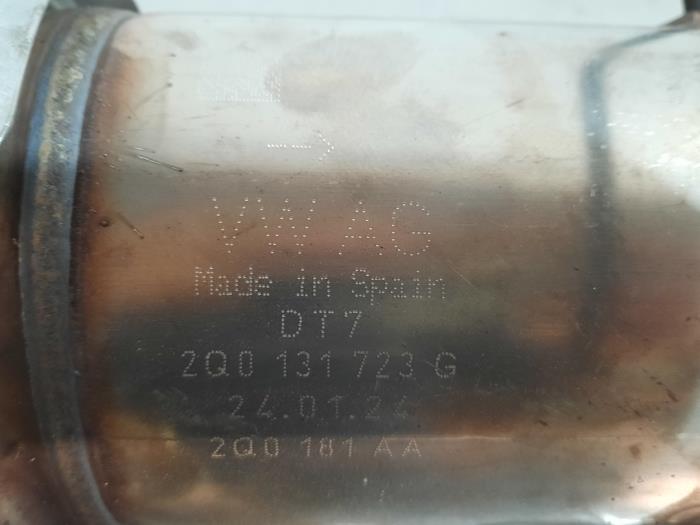 VW AG
Made in Spain
DT7
2Q0 131 723 G
24.01.24
2Q0 181 AA